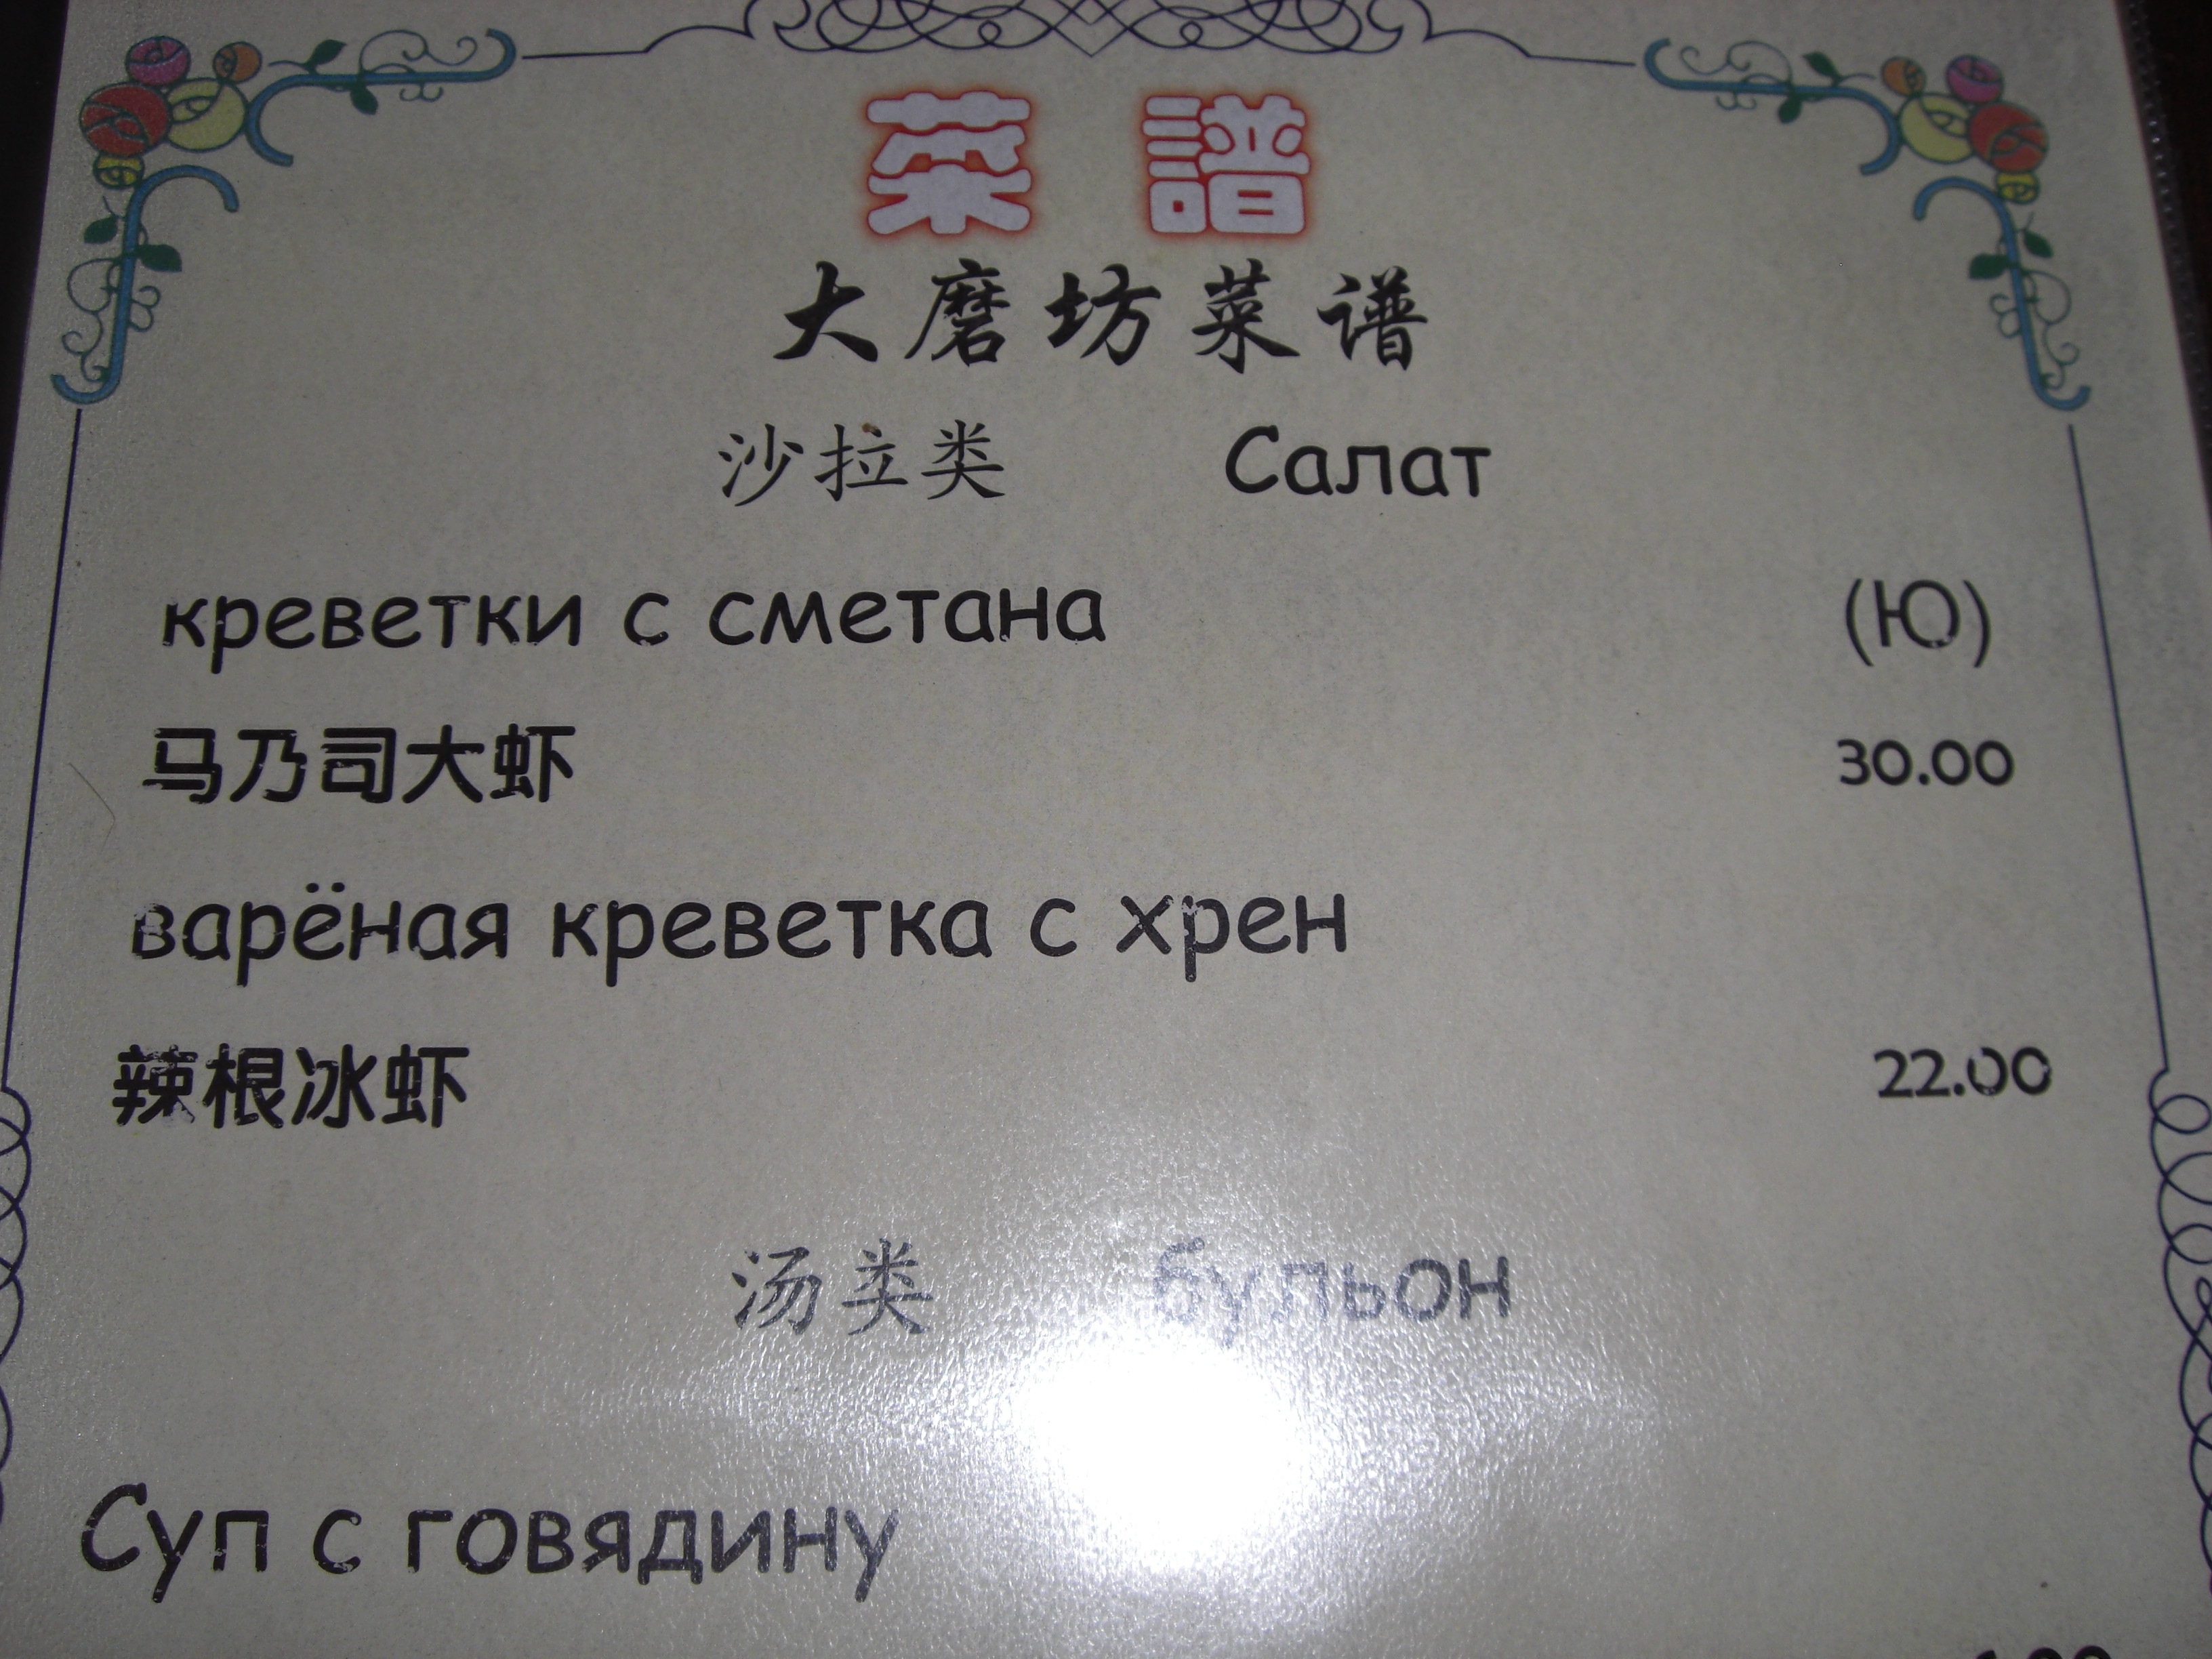 菜 譜
大磨坊菜谱
沙拉类 Салат
креветки с сметана (Ю)
马乃司大虾 30.00
варёная креветка с хрен
辣根冰虾 22.00
汤类 бульон
Суп с говядину